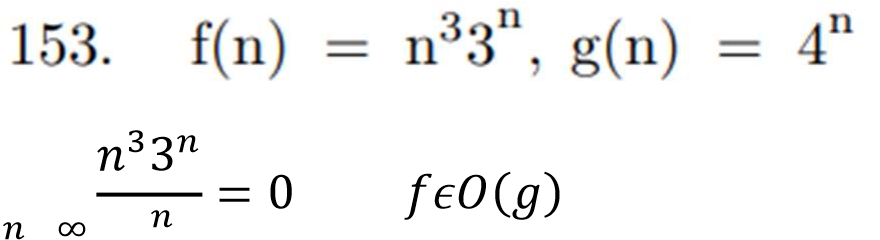 153. f(n) = n³3ⁿ, g(n) = 4ⁿ
n³3ⁿ
n ∞ n = 0 fϵO(g)